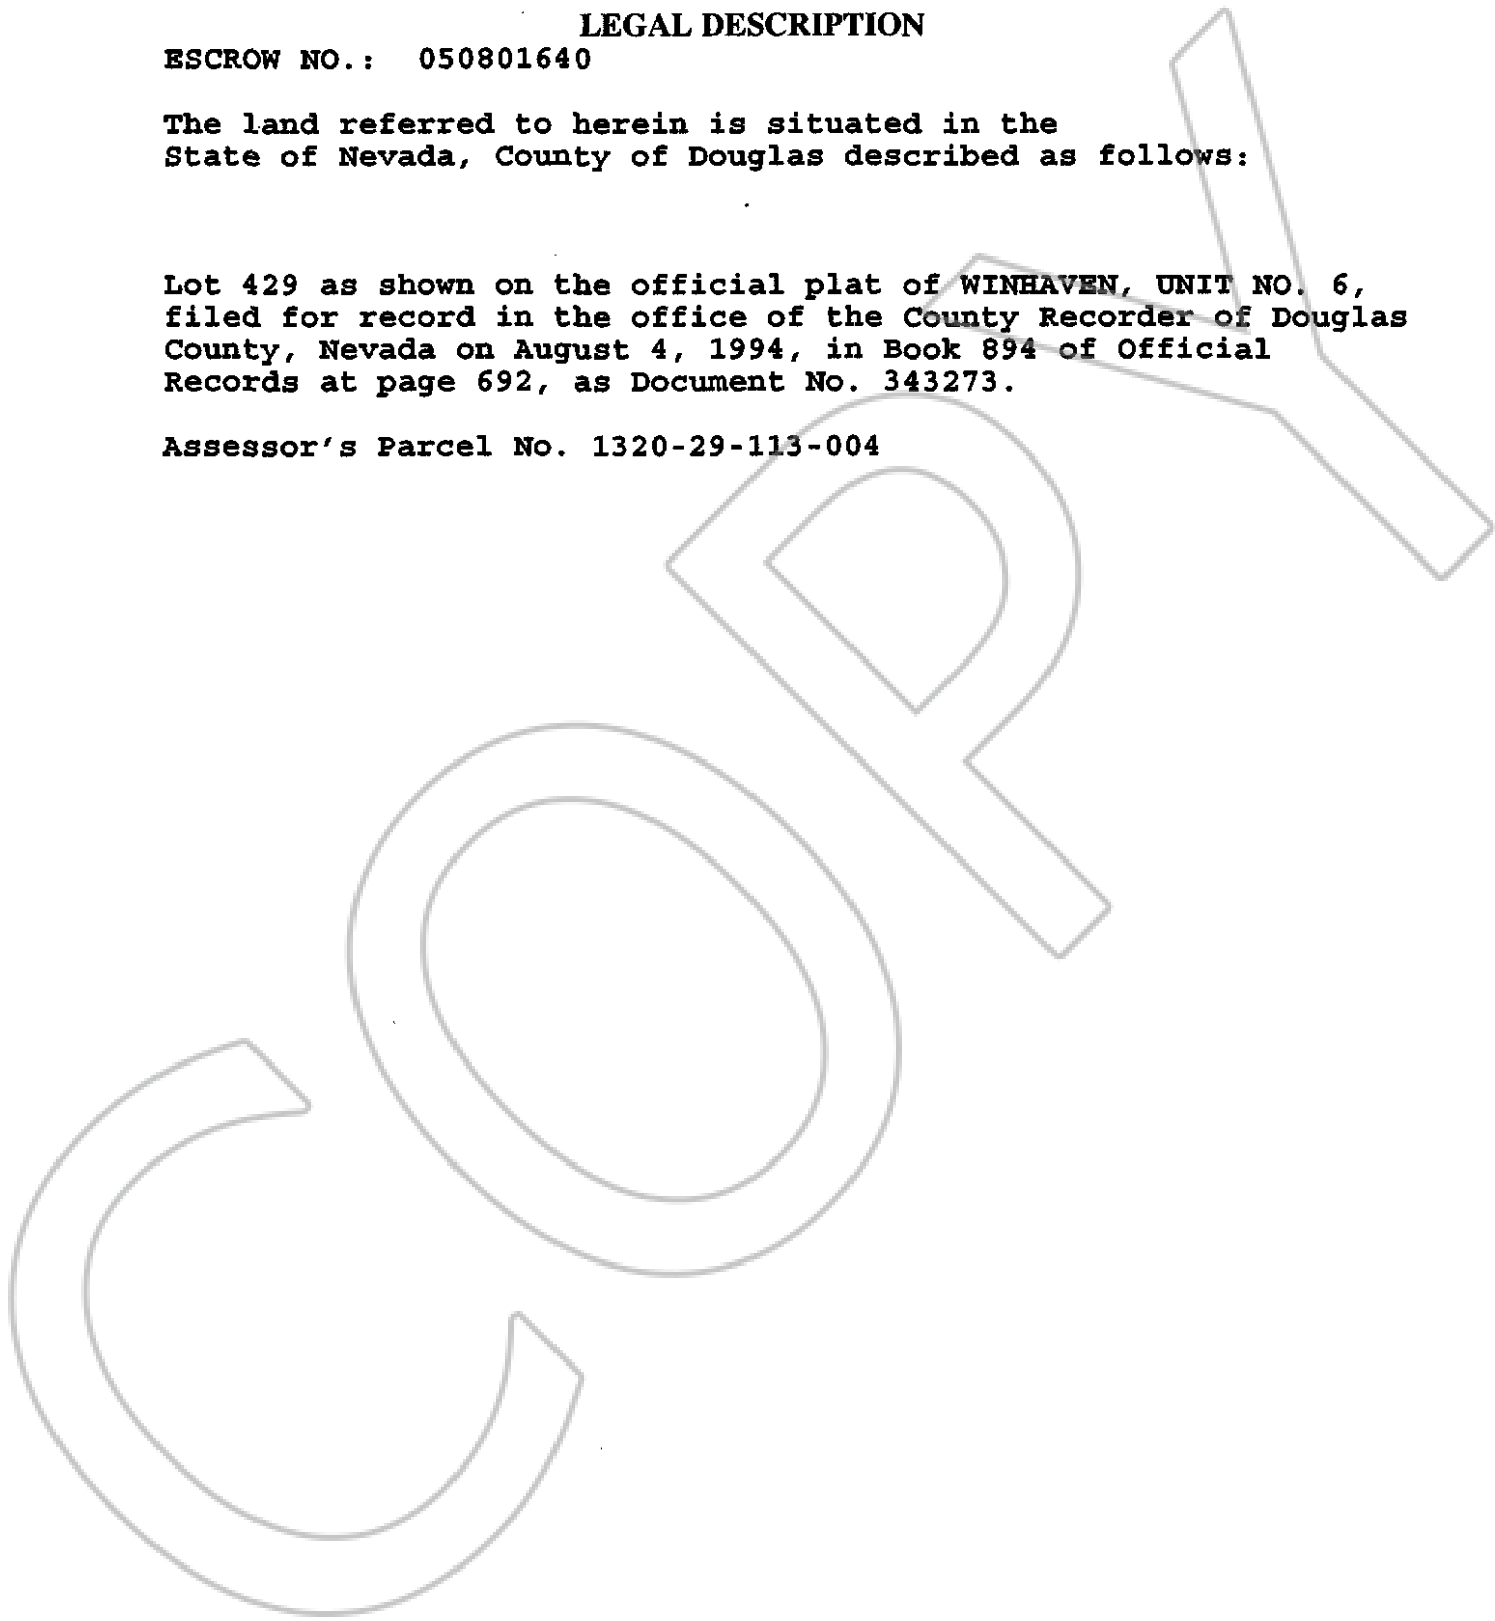 LEGAL DESCRIPTION
ESCROW NO.: 050801640
The land referred to herein is situated in the
State of Nevada, County of Douglas described as follows:
Lot 429 as shown on the official plat of WINHAVEN, UNIT NO. 6,
filed for record in the office of the County Recorder of Douglas
County, Nevada on August 4, 1994, in Book 894 of Official
Records at page 692, as Document No. 343273.
Assessor's Parcel No. 1320-29-113-004
COPY